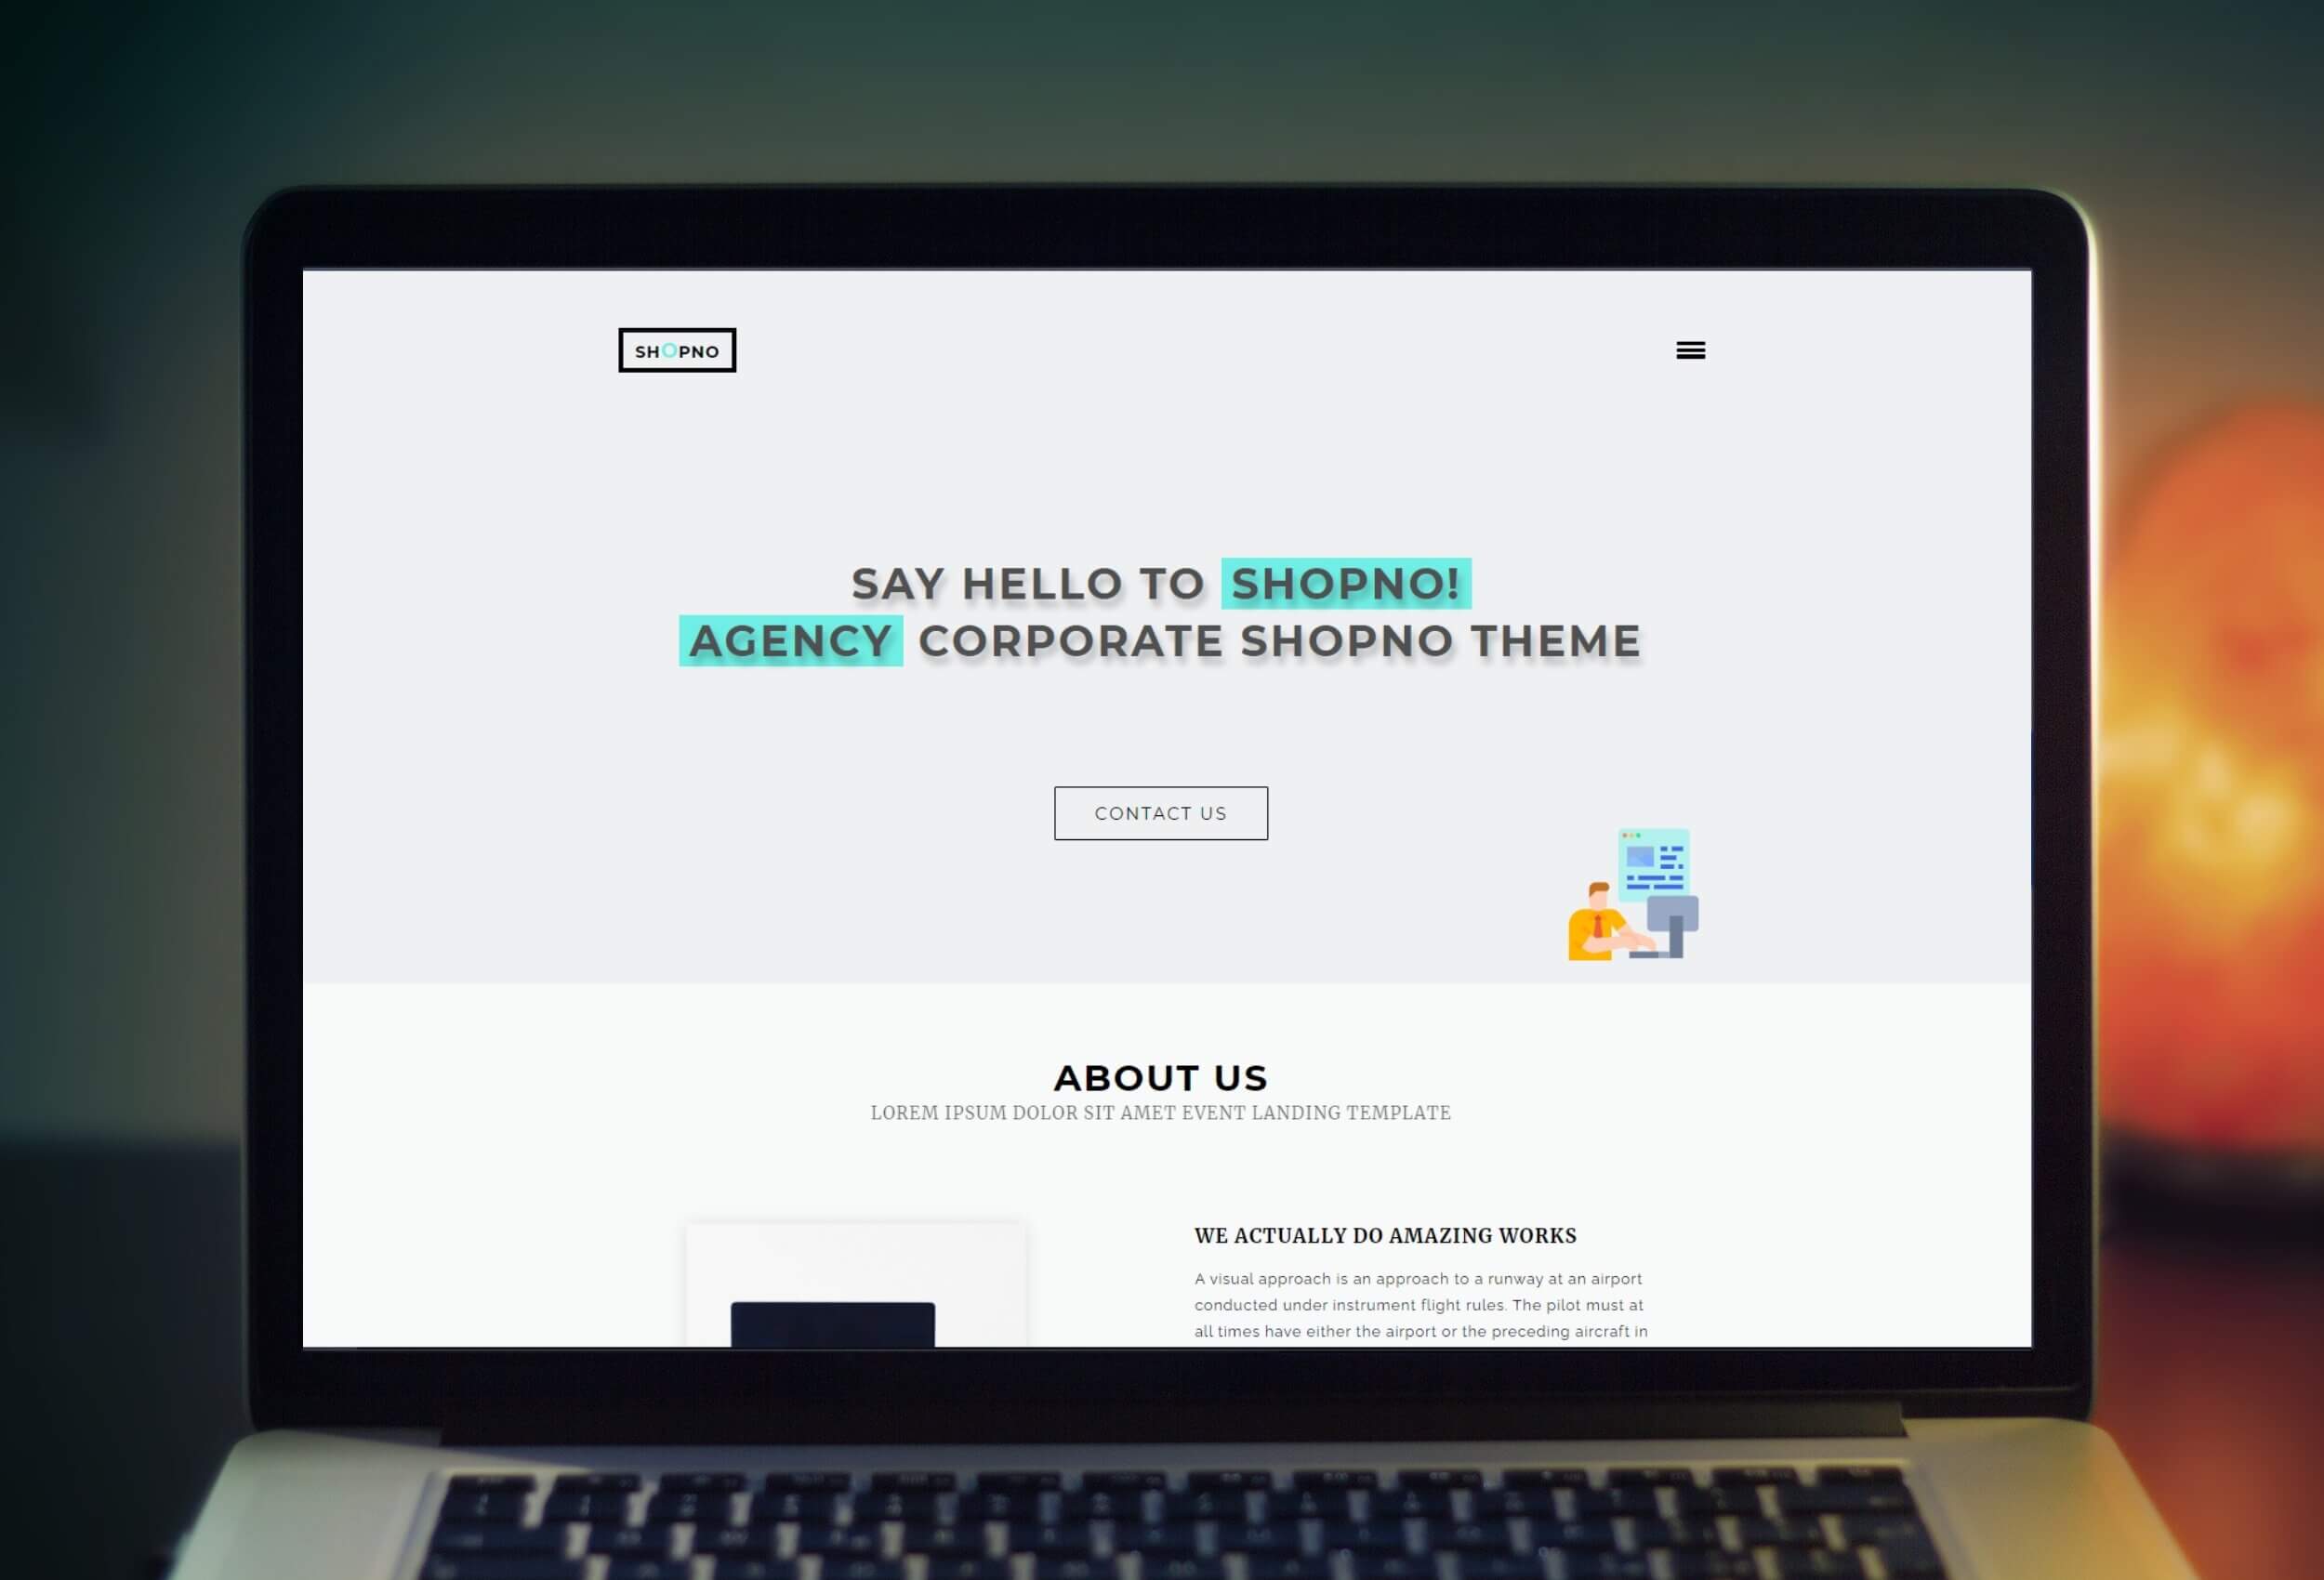 SHOPNO
SAY HELLO TO SHOPNO!
AGENCY CORPORATE SHOPNO THEME
CONTACT US
ABOUT US
LOREM IPSUM DOLOR SIT AMET EVENT LANDING TEMPLATE
WE ACTUALLY DO AMAZING WORKS
A visual approach is an approach to a runway at an airport
conducted under instrument flight rules. The pilot must at
all times have either the airport or the preceding aircraft in